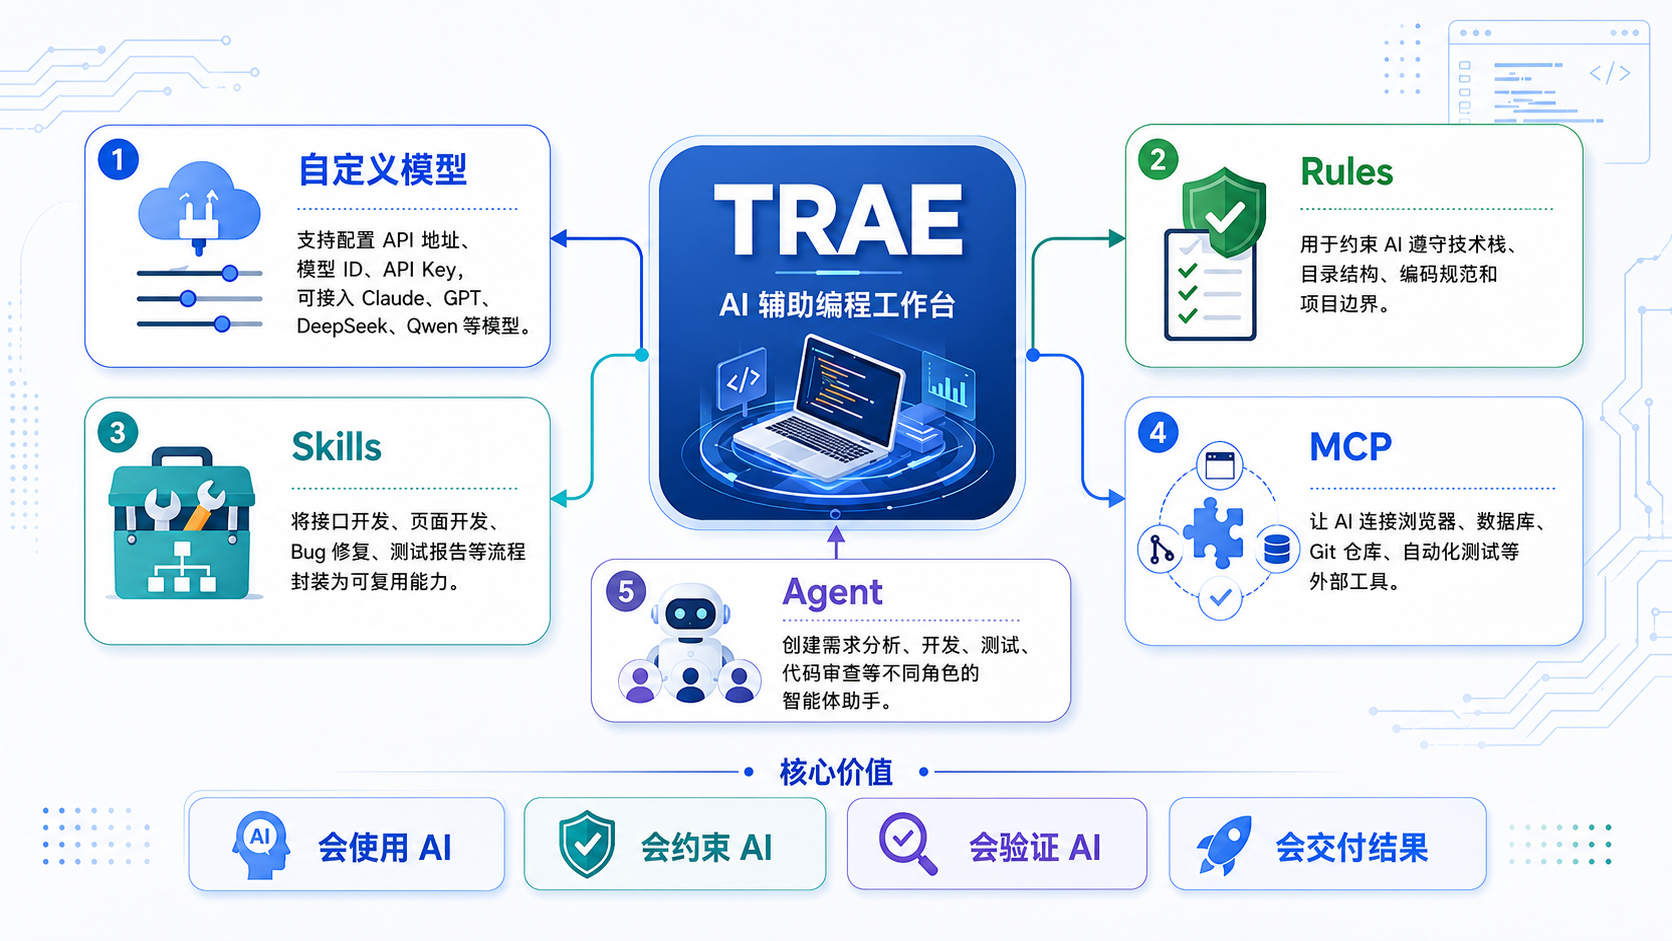 TRAE
AI 辅助编程工作台
</>
1
自定义模型
支持配置 API 地址、
模型 ID、API Key，
可接入 Claude、GPT、
DeepSeek、Qwen 等模型。
2
Rules
用于约束 AI 遵守技术栈、
目录结构、编码规范和
项目边界。
3
Skills
将接口开发、页面开发、
Bug 修复、测试报告等流程
封装为可复用能力。
4
MCP
让 AI 连接浏览器、数据库、
Git 仓库、自动化测试等
外部工具。
5
Agent
创建需求分析、开发、测试、
代码审查等不同角色的
智能体助手。
核心价值
AI
会使用 AI
会约束 AI
会验证 AI
会交付结果
</>